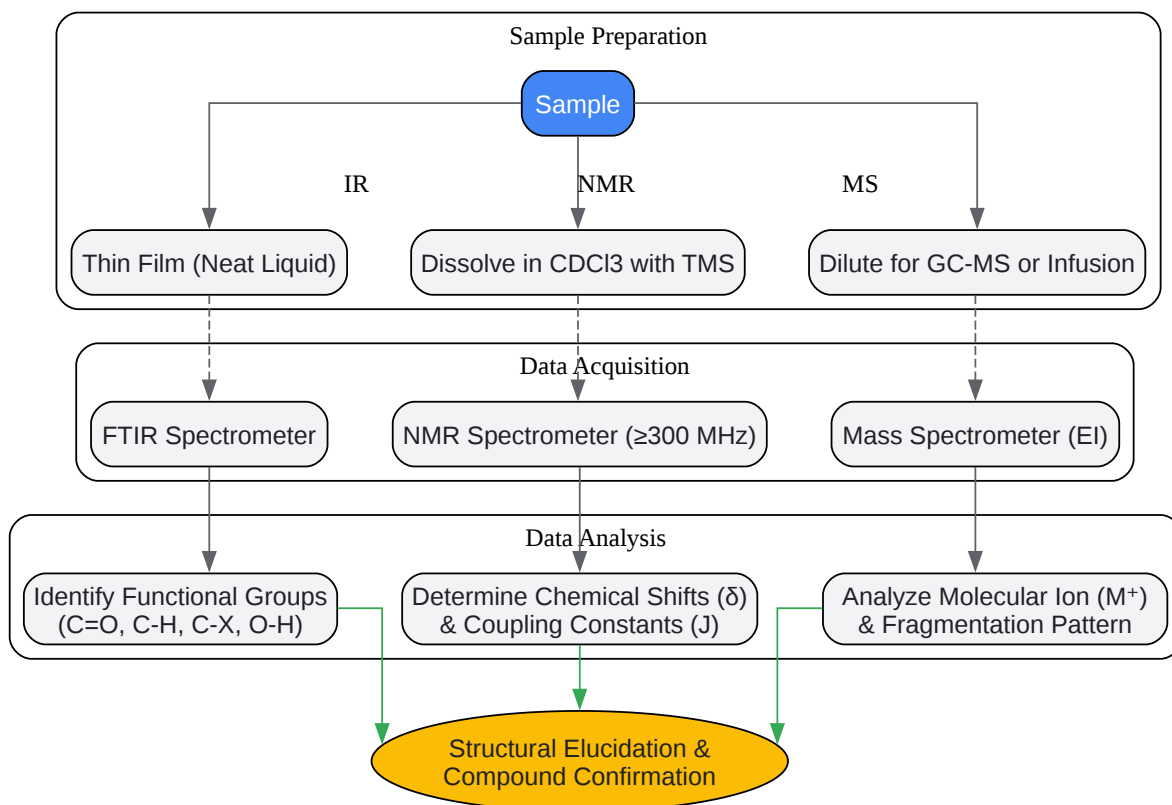 Sample Preparation
Sample
IR
NMR
MS
Thin Film (Neat Liquid)
Dissolve in CDCl3 with TMS
Dilute for GC-MS or Infusion
Data Acquisition
FTIR Spectrometer
NMR Spectrometer (≥300 MHz)
Mass Spectrometer (EI)
Data Analysis
Identify Functional Groups
(C=O, C-H, C-X, O-H)
Determine Chemical Shifts (δ)
& Coupling Constants (J)
Analyze Molecular Ion (M⁺)
& Fragmentation Pattern
Structural Elucidation &
Compound Confirmation